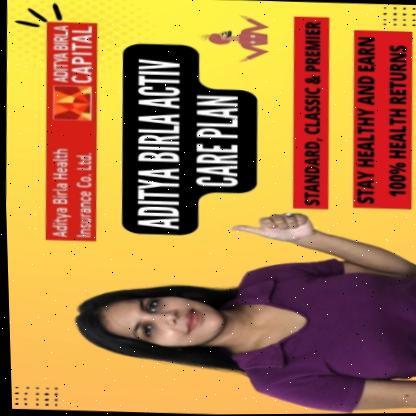 Aditya Birla Health
Insurance Co. Ltd.
ADITYA BIRLA
CAPITAL
ADITYA BIRLA ACTIV
CARE PLAN
STANDARD, CLASSIC & PREMIER
STAY HEALTHY AND EARN
100% HEALTH RETURNS